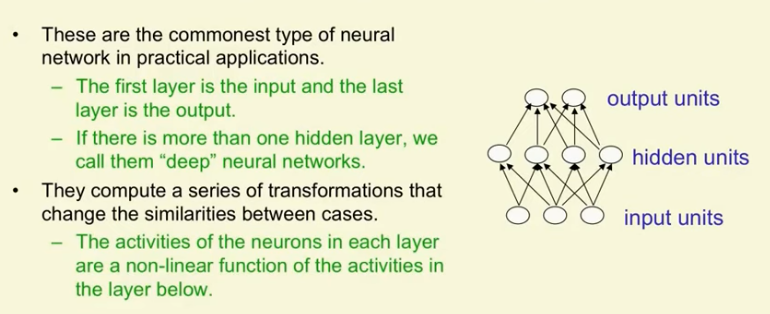 • These are the commonest type of neural
network in practical applications.
– The first layer is the input and the last
layer is the output.
– If there is more than one hidden layer, we
call them “deep” neural networks.
• They compute a series of transformations that
change the similarities between cases.
– The activities of the neurons in each layer
are a non-linear function of the activities in
the layer below.
output units
hidden units
input units